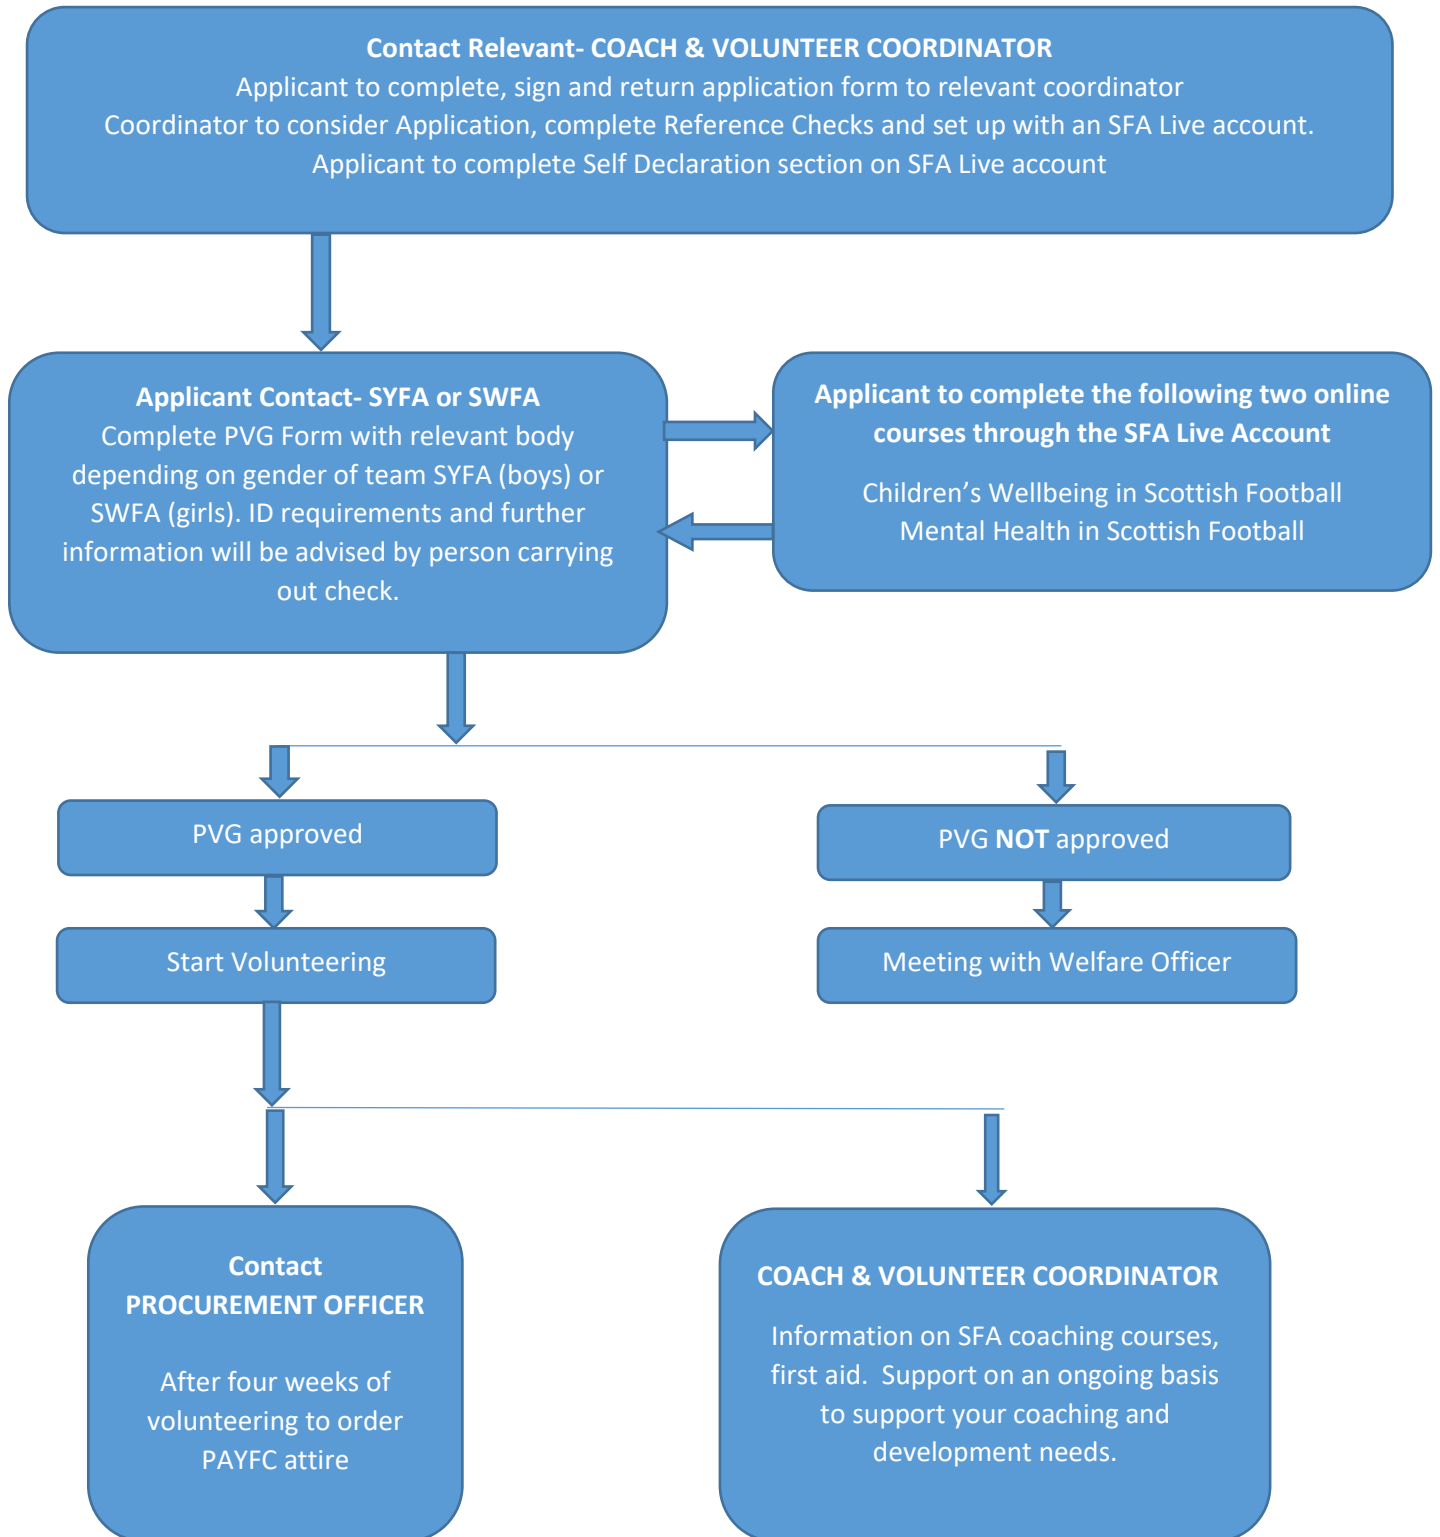 Contact Relevant- COACH & VOLUNTEER COORDINATOR
Applicant to complete, sign and return application form to relevant coordinator
Coordinator to consider Application, complete Reference Checks and set up with an SFA Live account.
Applicant to complete Self Declaration section on SFA Live account
Applicant Contact- SYFA or SWFA
Complete PVG Form with relevant body
depending on gender of team SYFA (boys) or
SWFA (girls). ID requirements and further
information will be advised by person carrying
out check.
Applicant to complete the following two online
courses through the SFA Live Account
Children’s Wellbeing in Scottish Football
Mental Health in Scottish Football
PVG approved
PVG NOT approved
Start Volunteering
Meeting with Welfare Officer
Contact
PROCUREMENT OFFICER
After four weeks of
volunteering to order
PAYFC attire
COACH & VOLUNTEER COORDINATOR
Information on SFA coaching courses,
first aid.  Support on an ongoing basis
to support your coaching and
development needs.